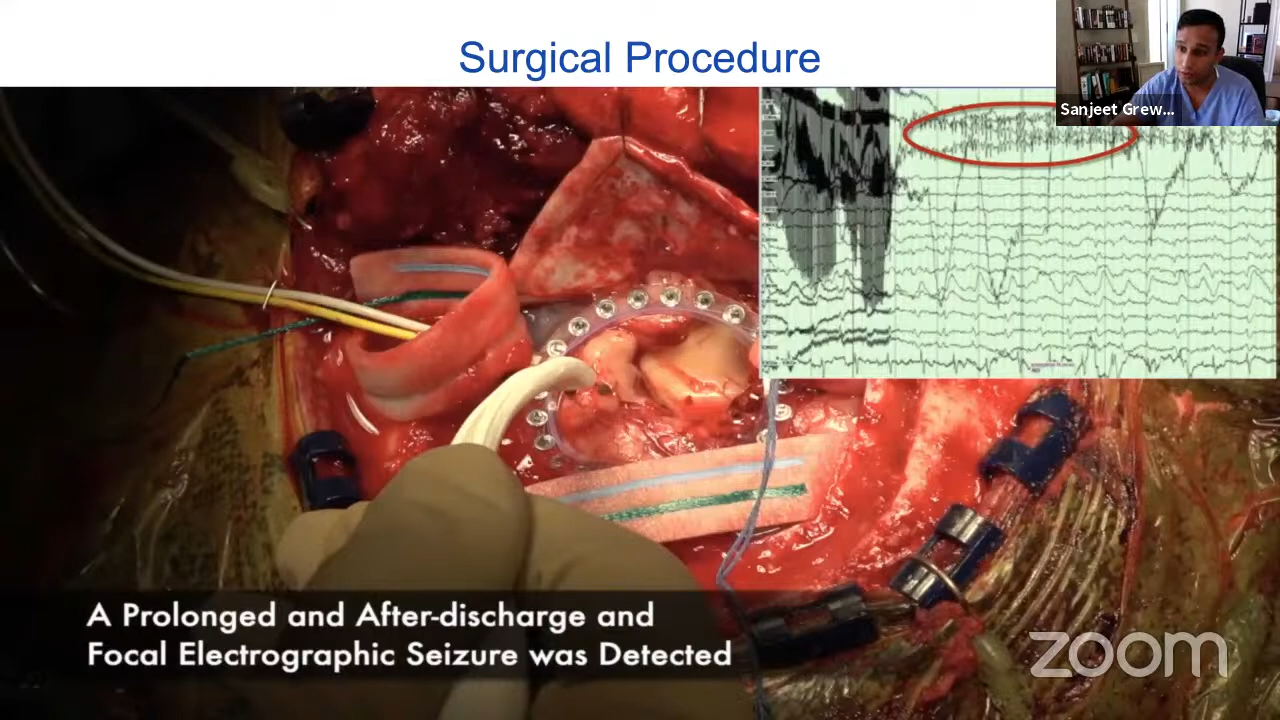 Surgical Procedure
Sanjeet Grew...
A Prolonged and After-discharge and
Focal Electrographic Seizure was Detected
zoom